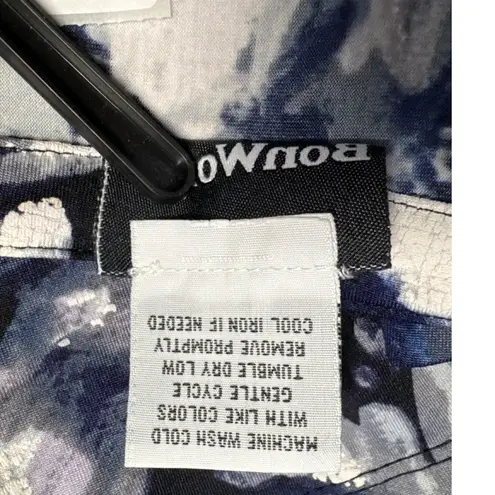 MACHINE WASH COLD
WITH LIKE COLORS
GENTLE CYCLE
TUMBLE DRY LOW
REMOVE PROMPTLY
COOL IRON IF NEEDED